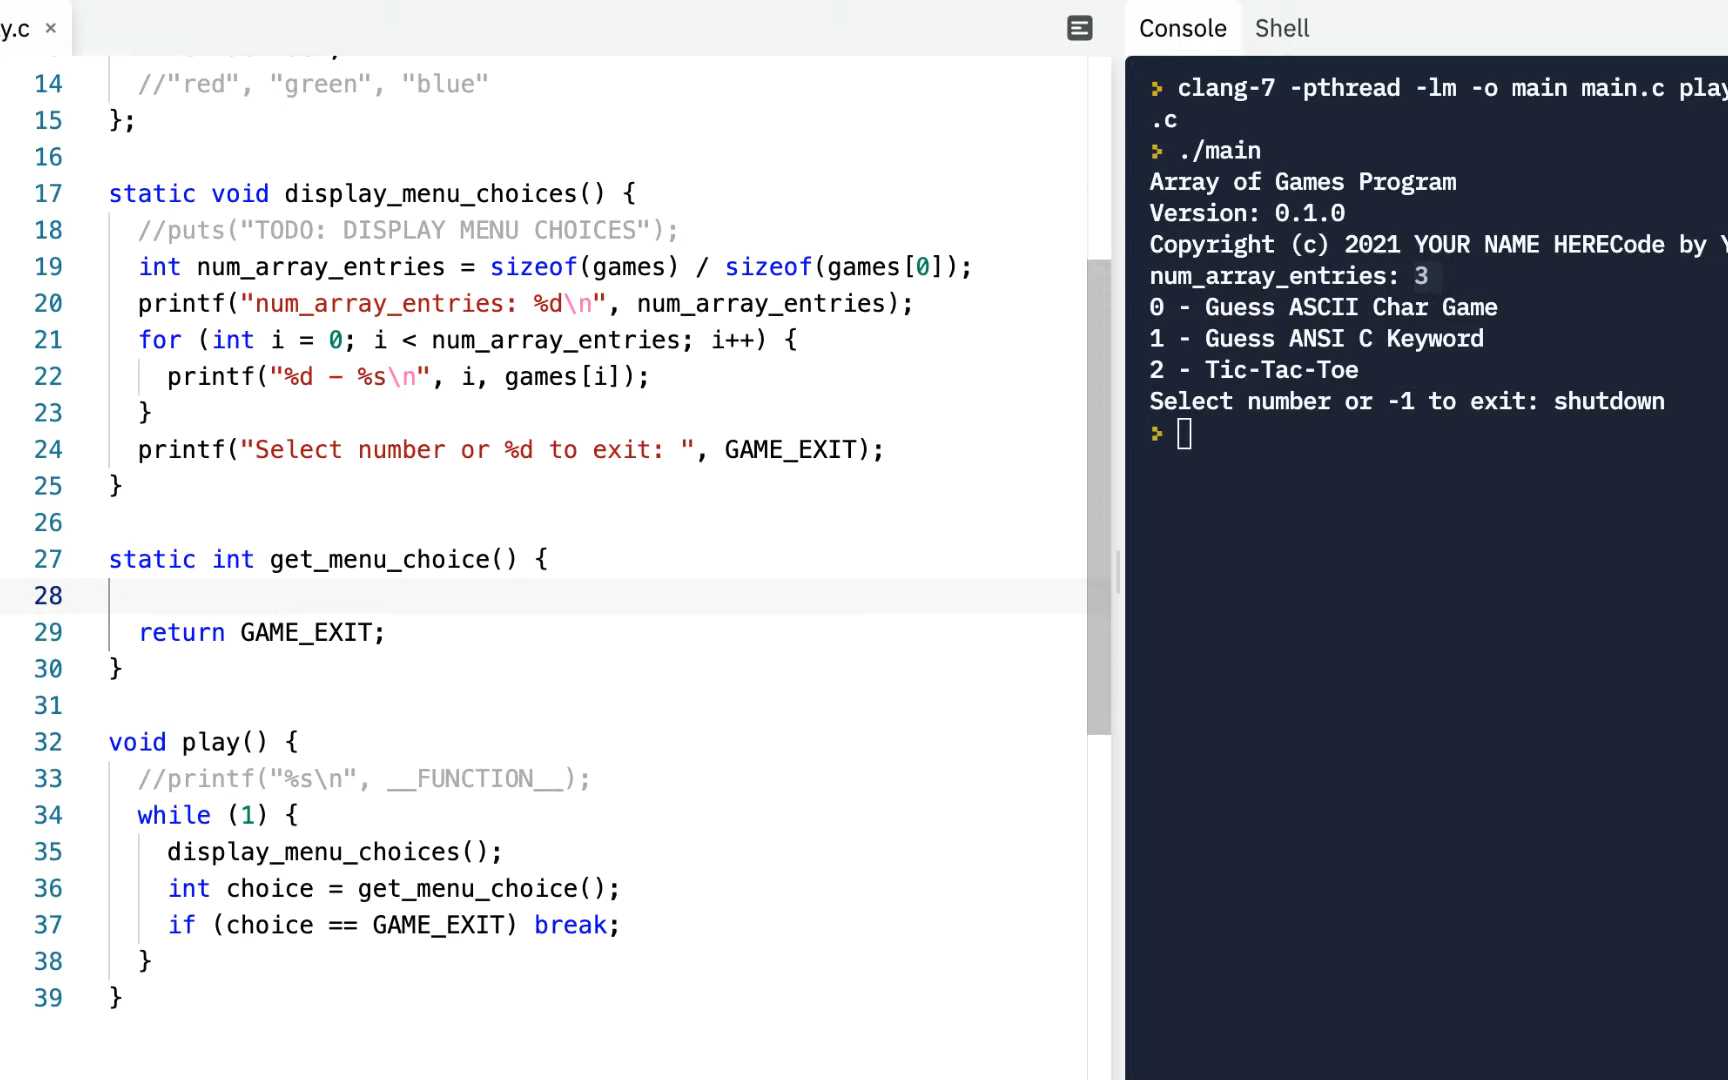 y.c ×
14 //"red", "green", "blue"
15 };
16
17 static void display_menu_choices() {
18 //puts("TODO: DISPLAY MENU CHOICES");
19 int num_array_entries = sizeof(games) / sizeof(games[0]);
20 printf("num_array_entries: %d\n", num_array_entries);
21 for (int i = 0; i < num_array_entries; i++) {
22 printf("%d - %s\n", i, games[i]);
23 }
24 printf("Select number or %d to exit: ", GAME_EXIT);
25 }
26
27 static int get_menu_choice() {
28
29 return GAME_EXIT;
30 }
31
32 void play() {
33 //printf("%s\n", __FUNCTION__);
34 while (1) {
35 display_menu_choices();
36 int choice = get_menu_choice();
37 if (choice == GAME_EXIT) break;
38 }
39 }
Console Shell
clang-7 -pthread -lm -o main main.c play
.c
./main
Array of Games Program
Version: 0.1.0
Copyright (c) 2021 YOUR NAME HERECode by Y
num_array_entries: 3
0 - Guess ASCII Char Game
1 - Guess ANSI C Keyword
2 - Tic-Tac-Toe
Select number or -1 to exit: shutdown